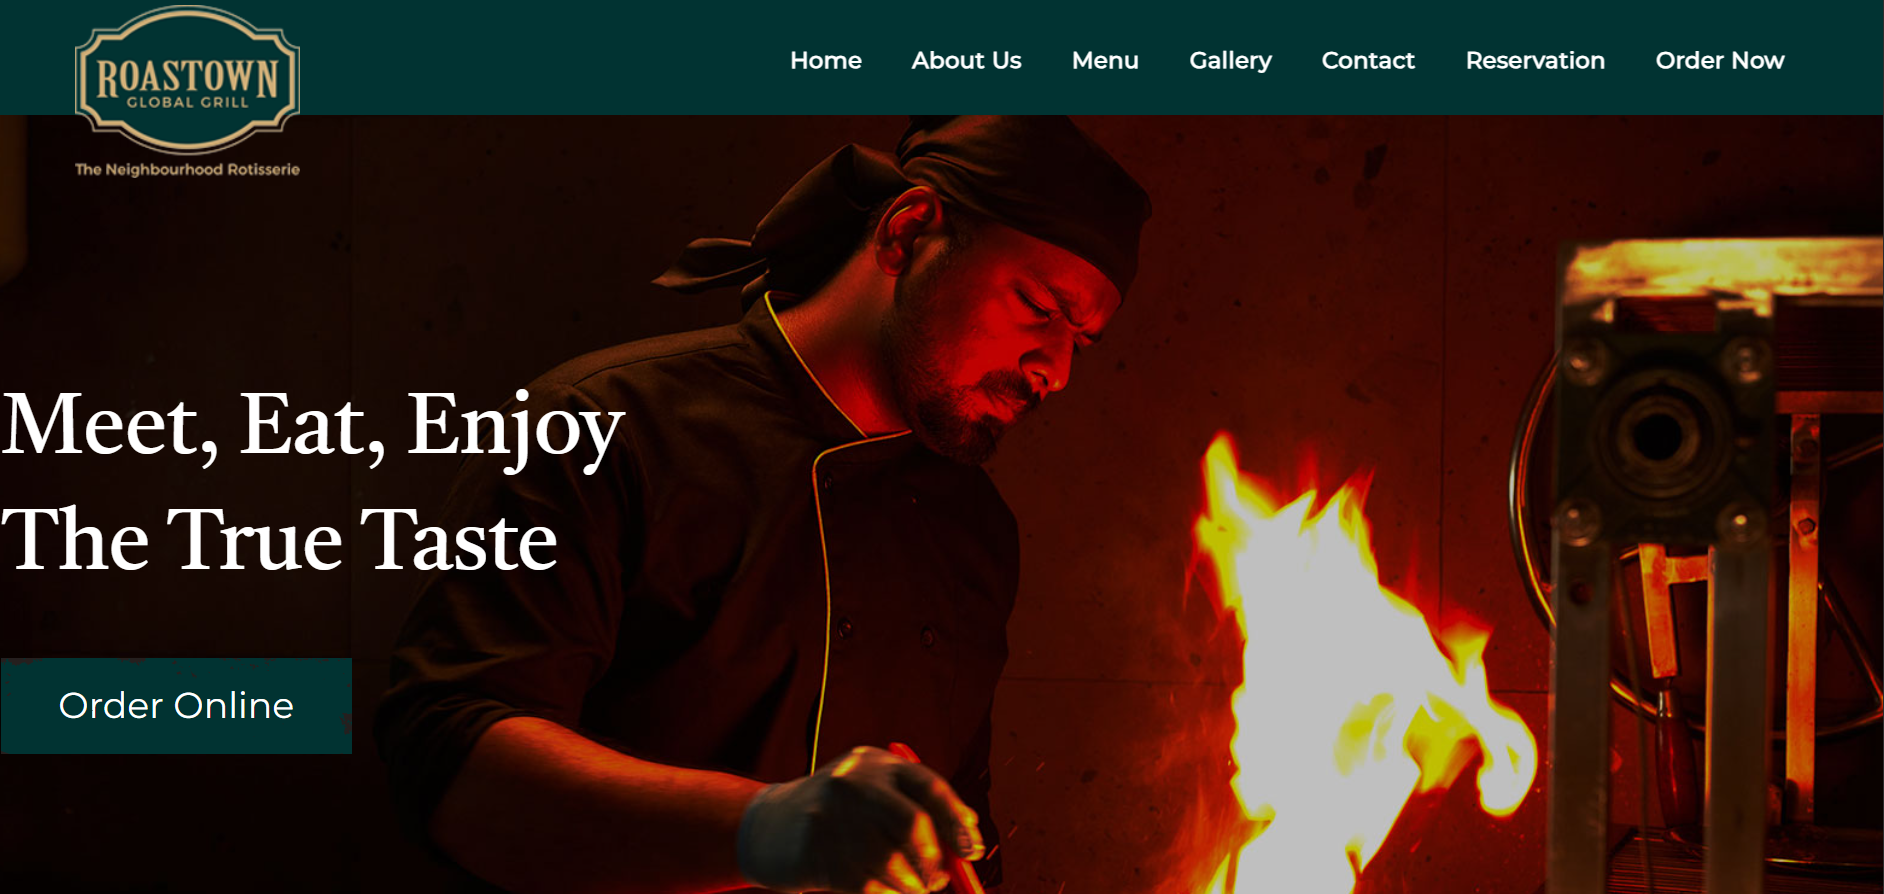 ROASTOWN
GLOBAL GRILL
The Neighbourhood Rotisserie
Home About Us Menu Gallery Contact Reservation Order Now
Meet, Eat, Enjoy
The True Taste
Order Online